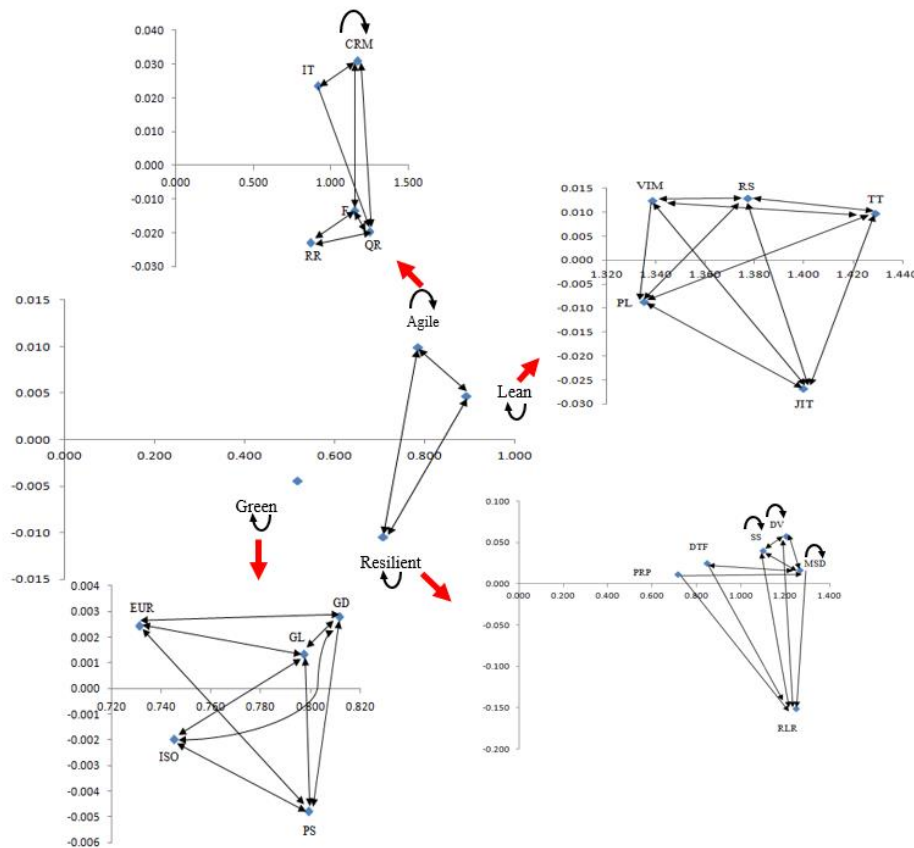 0.040
CRM
0.030
IT
0.020
0.010
0.000
0.000 0.500 1.000 1.500
-0.010
F
-0.020
RR QR
-0.030
0.015
VIM RS TT
0.010
0.005
0.000
1.320 1.340 1.360 1.380 1.400 1.420 1.440
-0.005
PL
-0.010
-0.015
-0.020
-0.025
JIT
-0.030
0.015
Agile
0.010
Lean
0.005
0.000
0.000 0.200 0.400 0.600 0.800 1.000
-0.005
Green
-0.010
Resilient
-0.015
0.100
DV
SS
0.050
DTF MSD
PRP
0.000
0.000 0.200 0.400 0.600 0.800 1.000 1.200 1.400
-0.050
-0.100
-0.150
RLR
-0.200
0.004
EUR GD
0.003
0.002
GL
0.001
0.000
0.720 0.740 0.760 0.780 0.800 0.820
-0.001
-0.002
ISO
-0.003
-0.004
-0.005
PS
-0.006